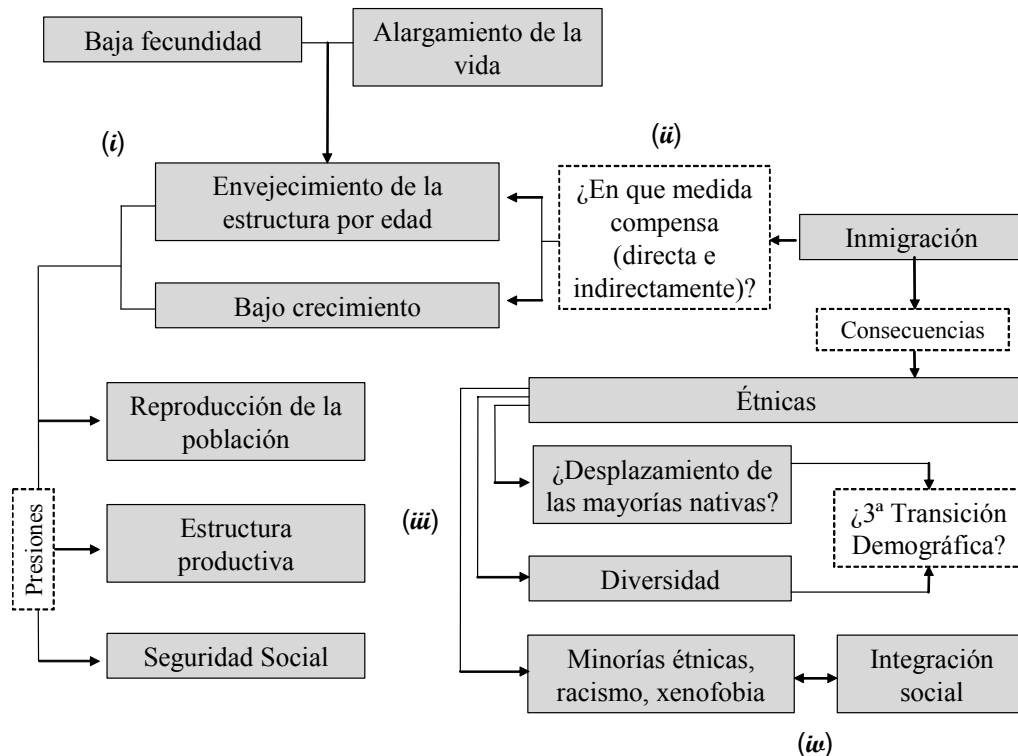 Baja fecundidad
Alargamiento de la
vida
(i)
(ii)
Envejecimiento de la
estructura por edad
¿En que medida
compensa
(directa e
indirectamente)?
Inmigración
Bajo crecimiento
Consecuencias
Étnicas
Reproducción de la
población
¿Desplazamiento de
las mayorías nativas?
¿3ª Transición
Demográfica?
Presiones
(iii)
Estructura
productiva
Diversidad
Seguridad Social
Minorías étnicas,
racismo, xenofobia
Integración
social
(iv)